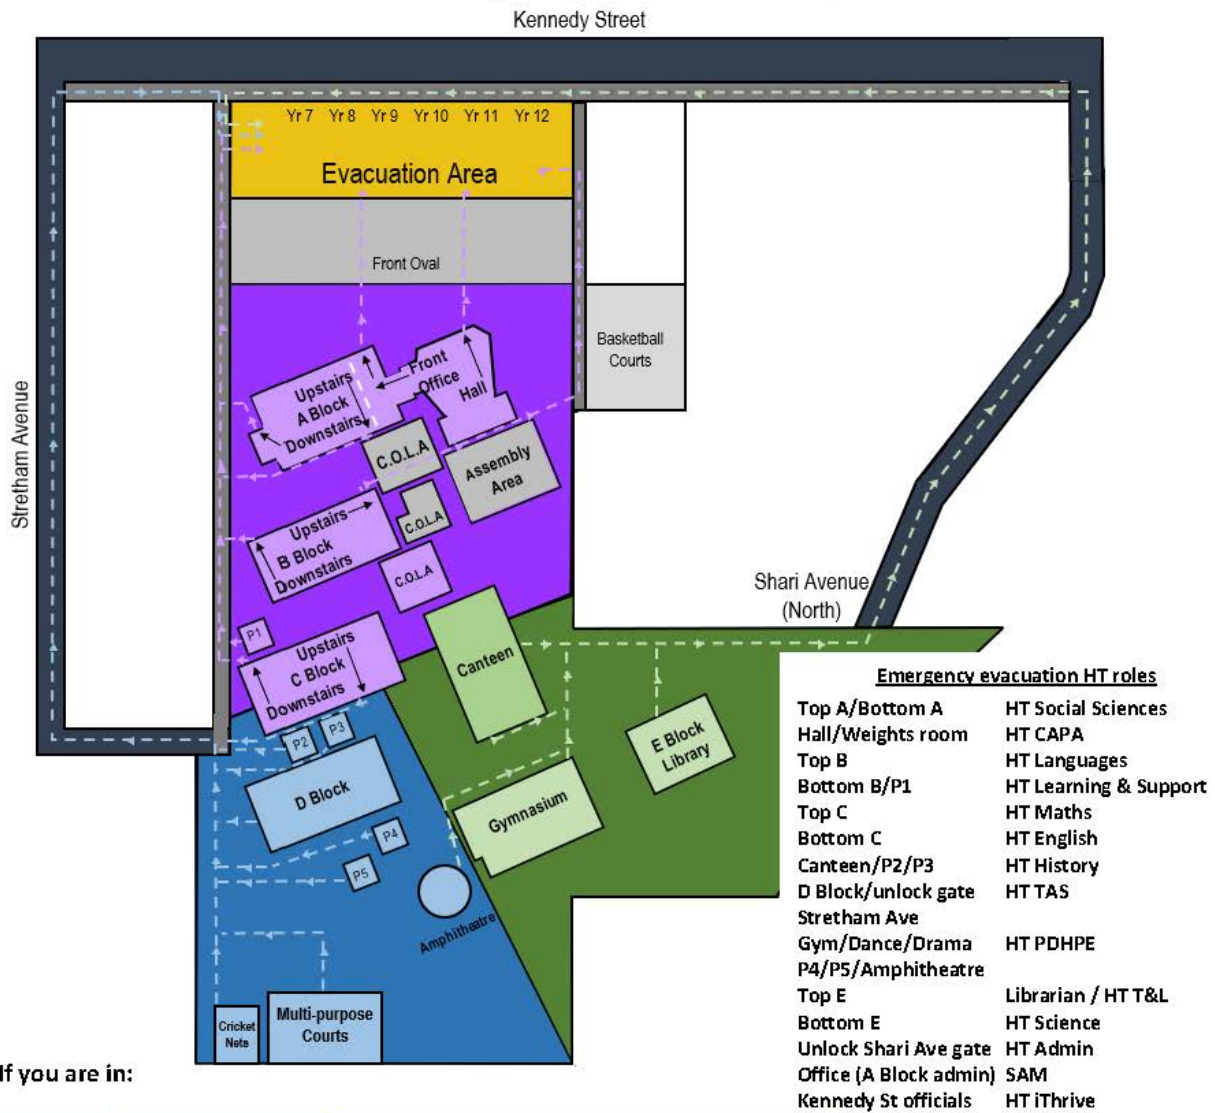 Kennedy Street
Yr 7 Yr 8 Yr 9 Yr 10 Yr 11 Yr 12
Evacuation Area
Front Oval
Basketball
Courts
Stretham Avenue
Upstairs
A Block
Downstairs
Front
Office
Hall
C.O.L.A
Assembly
Area
C.O.L.A
Upstairs
B Block
Downstairs
C.O.L.A
P1
Upstairs
C Block
Downstairs
Canteen
Shari Avenue
(North)
P2
P3
D Block
P4
P5
Gymnasium
E Block
Library
Amphitheatre
Cricket
Nets
Multi-purpose
Courts
Emergency evacuation HT roles
Top A/Bottom A HT Social Sciences
Hall/Weights room HT CAPA
Top B HT Languages
Bottom B/P1 HT Learning & Support
Top C HT Maths
Bottom C HT English
Canteen/P2/P3 HT History
D Block/unlock gate HT TAS
Stretham Ave
Gym/Dance/Drama HT PDHPE
P4/P5/Amphitheatre
Top E Librarian / HT T&L
Bottom E HT Science
Unlock Shari Ave gate HT Admin
Office (A Block admin) SAM
Kennedy St officials HT iThrive
If you are in: